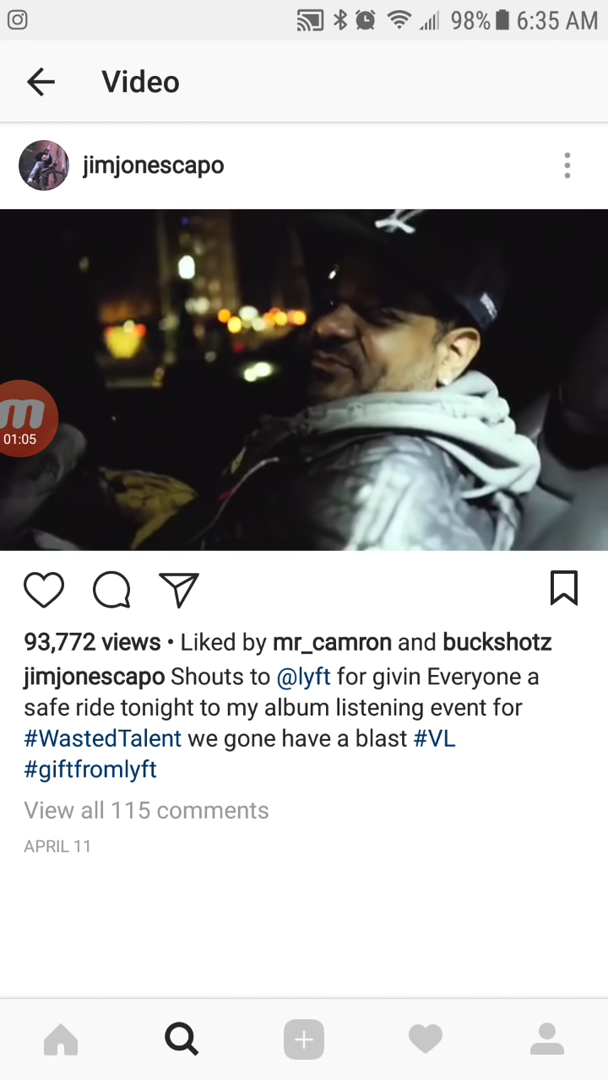 98% 6:35 AM
Video
jimjonescapo
01:05
93,772 views • Liked by mr_camron and buckshotz
jimjonescapo Shouts to @lyft for givin Everyone a
safe ride tonight to my album listening event for
#WastedTalent we gone have a blast #VL
#giftfromlyft
View all 115 comments
APRIL 11